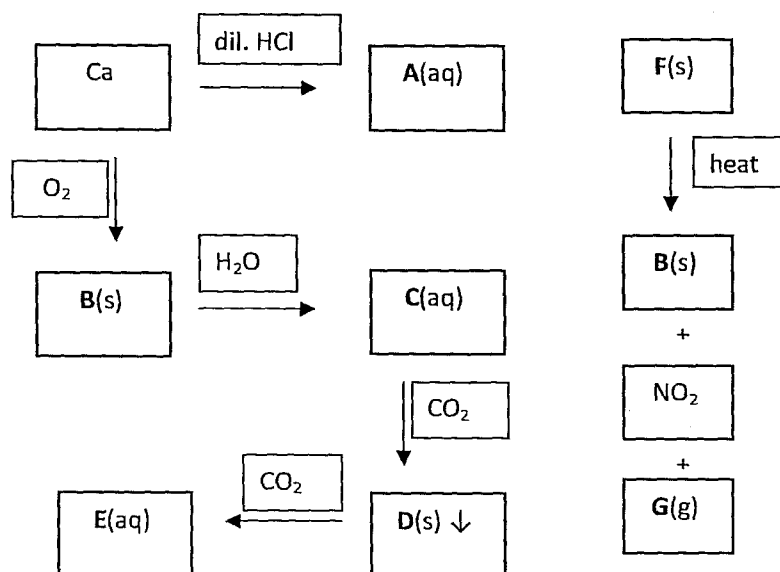 dil. HCl
Ca
A(aq)
F(s)
heat
O₂
H₂O
B(s)
C(aq)
B(s)
+
CO₂
NO₂
+
CO₂
E(aq)
D(s) ↓
G(g)